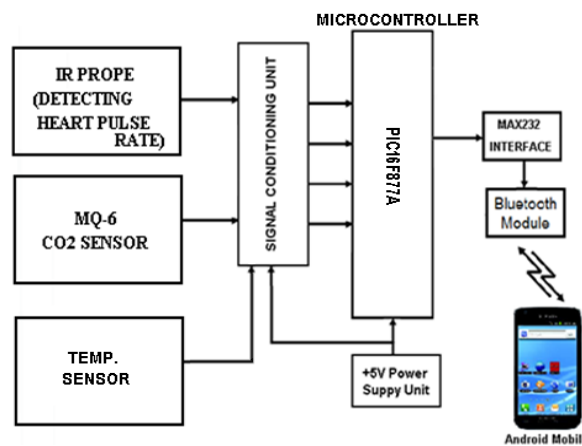 MICROCONTROLLER
IR PROPE
(DETECTING
HEART PULSE
RATE)
SIGNAL CONDITIONING UNIT
PIC16F877A
MAX232
INTERFACE
MQ-6
CO2 SENSOR
Bluetooth
Module
TEMP.
SENSOR
+5V Power
Suppy Unit
Android Mobil